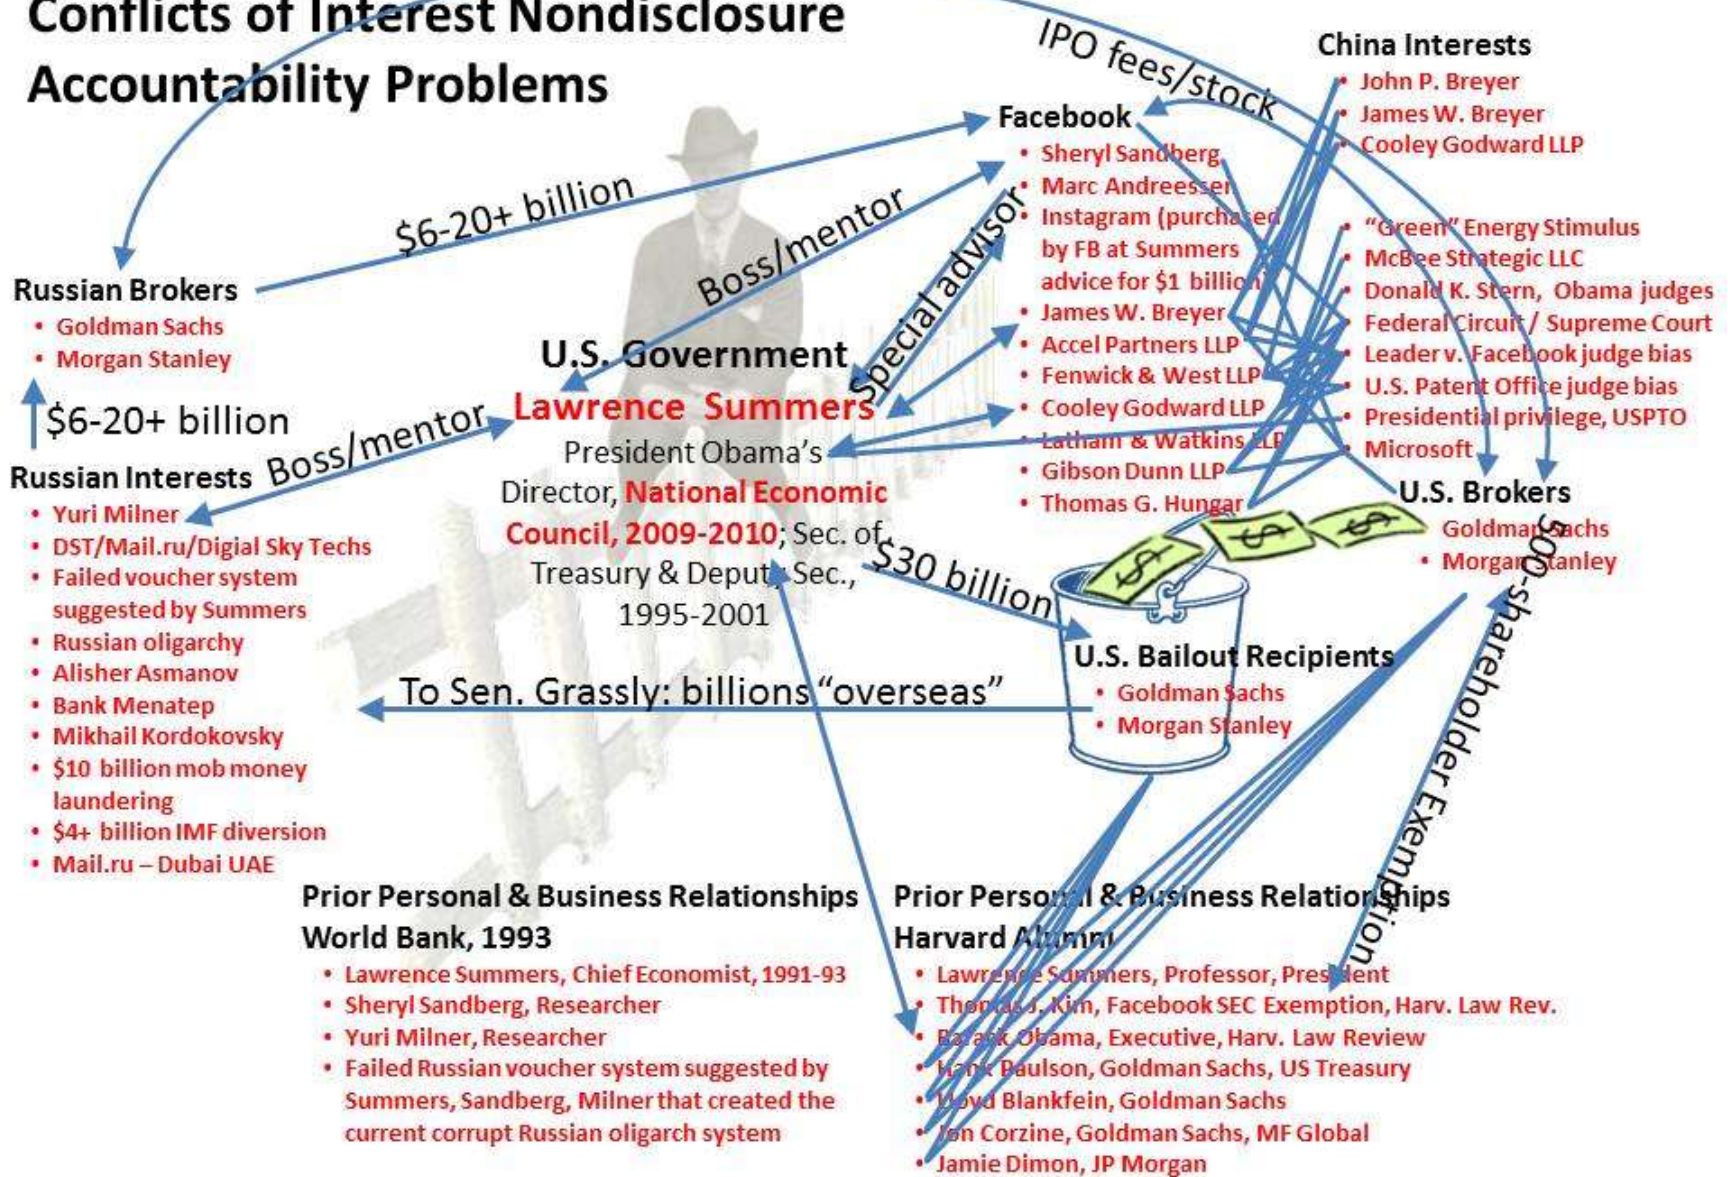 Conflicts of Interest Nondisclosure
Accountability Problems
IPO fees/stock
China Interests
• John P. Breyer
• James W. Breyer
• Cooley Godward LLP
Facebook
• Sheryl Sandberg
• Marc Andreessen
• Instagram (purchased
by FB at Summers
advice for $1 billion)
• James W. Breyer
• Accel Partners LLP
• Fenwick & West LLP
• Cooley Godward LLP
• Latham & Watkins LLP
• Gibson Dunn LLP
• Thomas G. Hungar
• “Green” Energy Stimulus
• McBee Strategic LLC
• Donald K. Stern, Obama judges
• Federal Circuit / Supreme Court
• Leader v. Facebook judge bias
• U.S. Patent Office judge bias
• Presidential privilege, USPTO
• Microsoft
$6-20+ billion
Boss/mentor
Special advisor
Russian Brokers
• Goldman Sachs
• Morgan Stanley
$6-20+ billion
Boss/mentor
U.S. Government
Lawrence Summers
President Obama’s
Director, National Economic
Council, 2009-2010; Sec. of
Treasury & Deputy Sec.,
1995-2001
Russian Interests
• Yuri Milner
• DST/Mail.ru/Digial Sky Techs
• Failed voucher system
suggested by Summers
• Russian oligarchy
• Alisher Asmanov
• Bank Menatep
• Mikhail Kordokovsky
• $10 billion mob money
laundering
• $4+ billion IMF diversion
• Mail.ru – Dubai UAE
U.S. Brokers
Goldman Sachs
• Morgan Stanley
$30 billion
$ $ $
U.S. Bailout Recipients
• Goldman Sachs
• Morgan Stanley
To Sen. Grassly: billions “overseas”
500-shareholder Exemption
Prior Personal & Business Relationships
World Bank, 1993
• Lawrence Summers, Chief Economist, 1991-93
• Sheryl Sandberg, Researcher
• Yuri Milner, Researcher
• Failed Russian voucher system suggested by
Summers, Sandberg, Milner that created the
current corrupt Russian oligarch system
Prior Personal & Business Relationships
Harvard Alumni
• Lawrence Summers, Professor, President
• Thomas J. Kim, Facebook SEC Exemption, Harv. Law Rev.
• Barack Obama, Executive, Harv. Law Review
• Hank Paulson, Goldman Sachs, US Treasury
• Lloyd Blankfein, Goldman Sachs
• Jon Corzine, Goldman Sachs, MF Global
• Jamie Dimon, JP Morgan